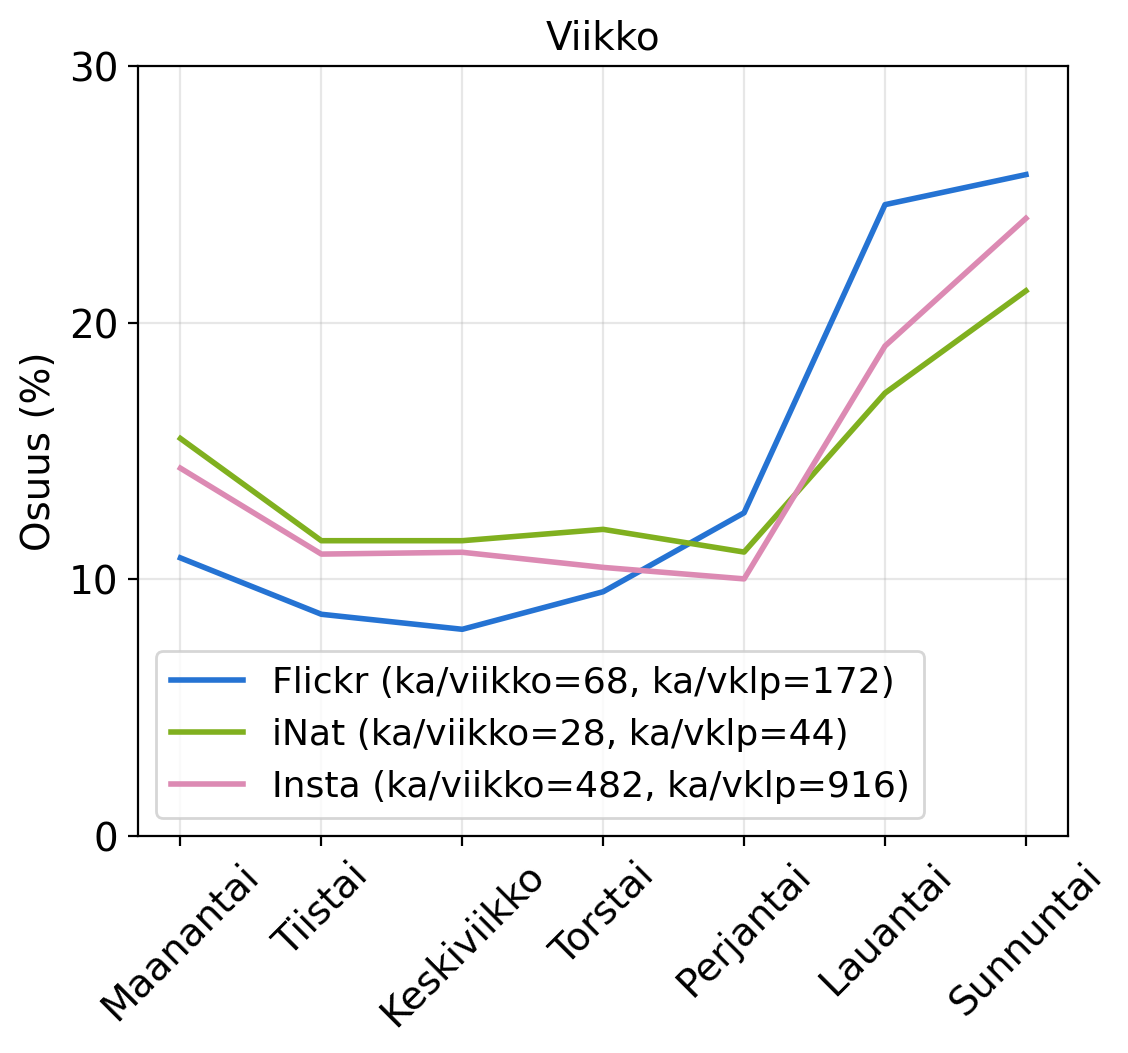 Viikko
30
20
10
0
Osuus (%)
Flickr (ka/viikko=68, ka/vklp=172)
iNat (ka/viikko=28, ka/vklp=44)
Insta (ka/viikko=482, ka/vklp=916)
Maanantai
Tiistai
Keskiviikko
Torstai
Perjantai
Lauantai
Sunnuntai